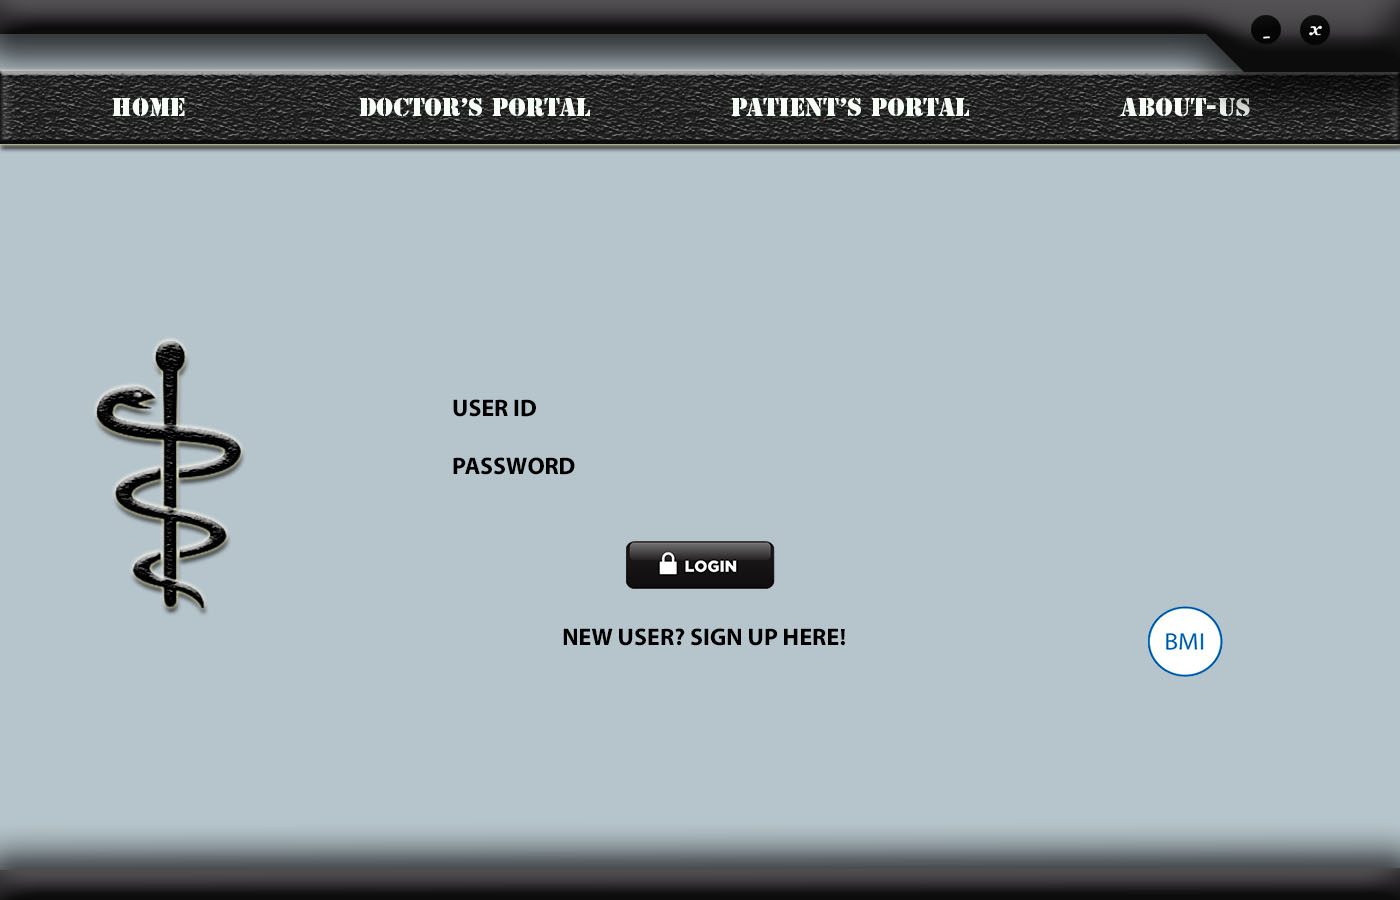 _ x
HOME DOCTOR'S PORTAL PATIENT'S PORTAL ABOUT-US
USER ID
PASSWORD
LOGIN
NEW USER? SIGN UP HERE!
BMI